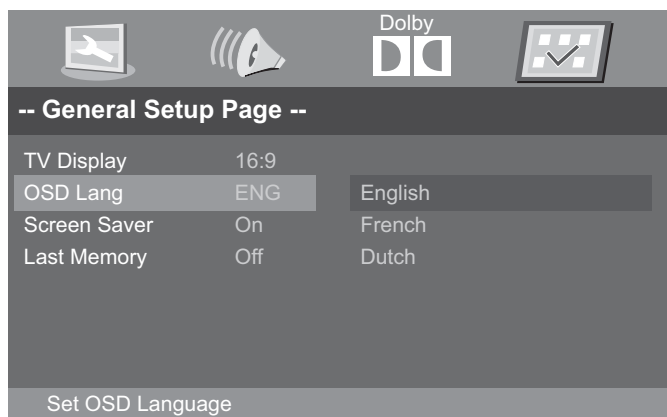 Dolby
-- General Setup Page --
TV Display 16:9
OSD Lang ENG English
Screen Saver On French
Last Memory Off Dutch
Set OSD Language